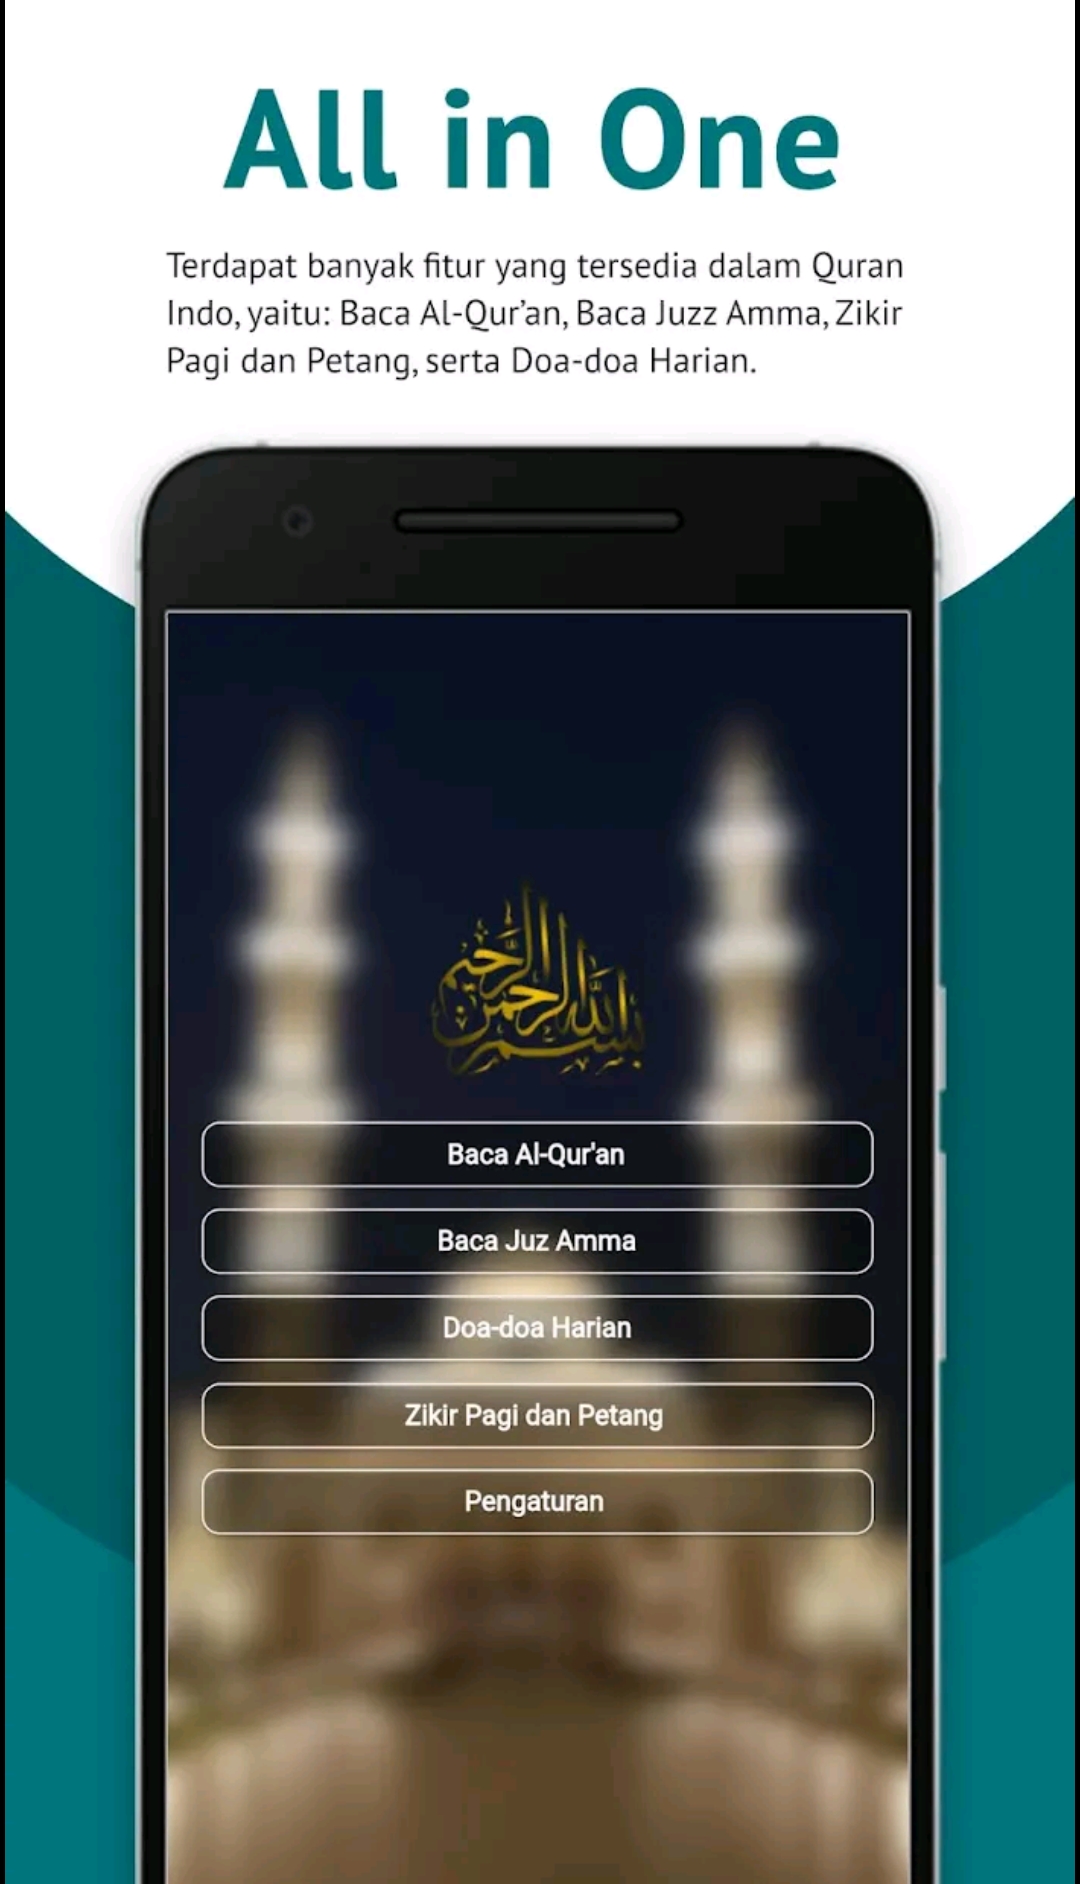 All in One
Terdapat banyak fitur yang tersedia dalam Quran
Indo, yaitu: Baca Al-Qur’an, Baca Juzz Amma, Zikir
Pagi dan Petang, serta Doa-doa Harian.
بسم الله الرحمن الرحيم
Baca Al-Qur'an
Baca Juz Amma
Doa-doa Harian
Zikir Pagi dan Petang
Pengaturan